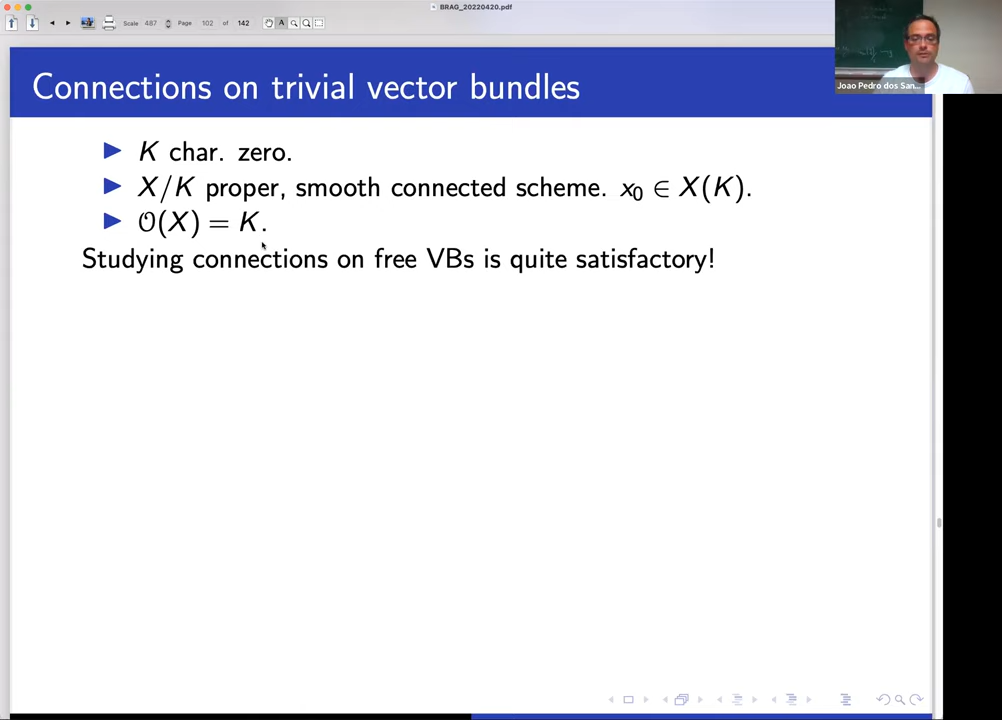 BRAG_20220420.pdf
Scale 487 Page 102 of 142
Joao Pedro dos San...
Connections on trivial vector bundles
▶ K char. zero.
▶ X/K proper, smooth connected scheme. x₀ ∈ X(K).
▶ 𝒪(X) = K.
Studying connections on free VBs is quite satisfactory!